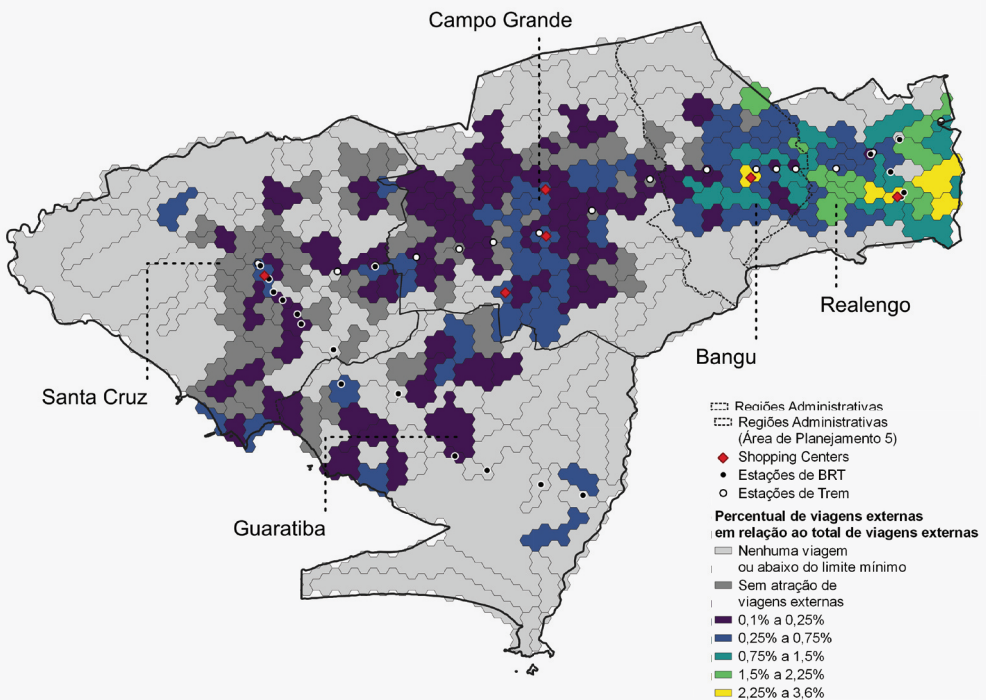 Campo Grande
Realengo
Bangu
Santa Cruz
Guaratiba
Regiões Administrativas
Regiões Administrativas
(Área de Planejamento 5)
Shopping Centers
Estações de BRT
Estações de Trem
Percentual de viagens externas
em relação ao total de viagens externas
Nenhuma viagem
ou abaixo do limite mínimo
Sem atração de
viagens externas
0,1% a 0,25%
0,25% a 0,75%
0,75% a 1,5%
1,5% a 2,25%
2,25% a 3,6%